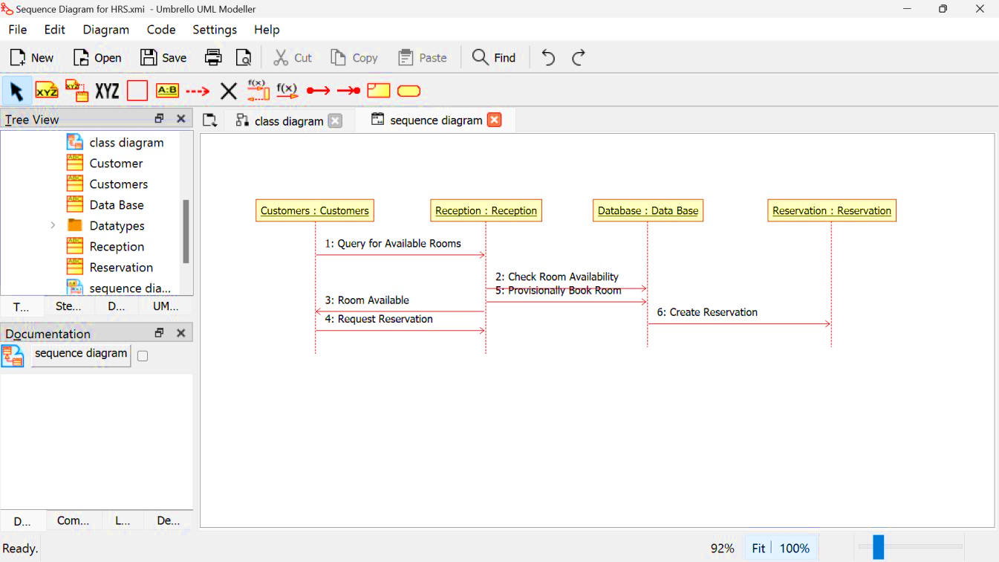 Sequence Diagram for HRS.xmi - Umbrello UML Modeller
File Edit Diagram Code Settings Help
New Open Save Cut Copy Paste Find
XYZ XYZ XYZ A:B f(x) f(x)
Tree View
class diagram sequence diagram
class diagram
Customer
Customers
Data Base
Datatypes
Reception
Reservation
sequence dia...
T... Ste... D... UM...
Documentation
sequence diagram
D... Com... L... De...
Customers : Customers Reception : Reception Database : Data Base Reservation : Reservation
1: Query for Available Rooms
2: Check Room Availability
5: Provisionally Book Room
3: Room Available
6: Create Reservation
4: Request Reservation
Ready.
92% Fit 100%